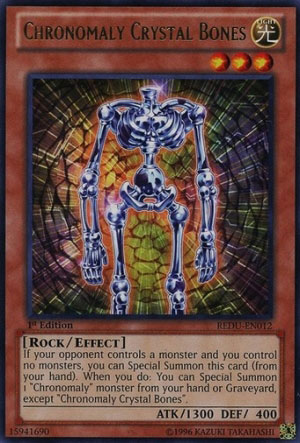 CHRONOMALY CRYSTAL BONES
LIGHT
光
1st Edition
REDU-EN012
[ROCK/EFFECT]
If your opponent controls a monster and you control
no monsters, you can Special Summon this card (from
your hand). When you do: You can Special Summon
1 "Chronomaly" monster from your hand or Graveyard,
except "Chronomaly Crystal Bones".
ATK/1300 DEF/ 400
15941690
©1996 KAZUKI TAKAHASHI